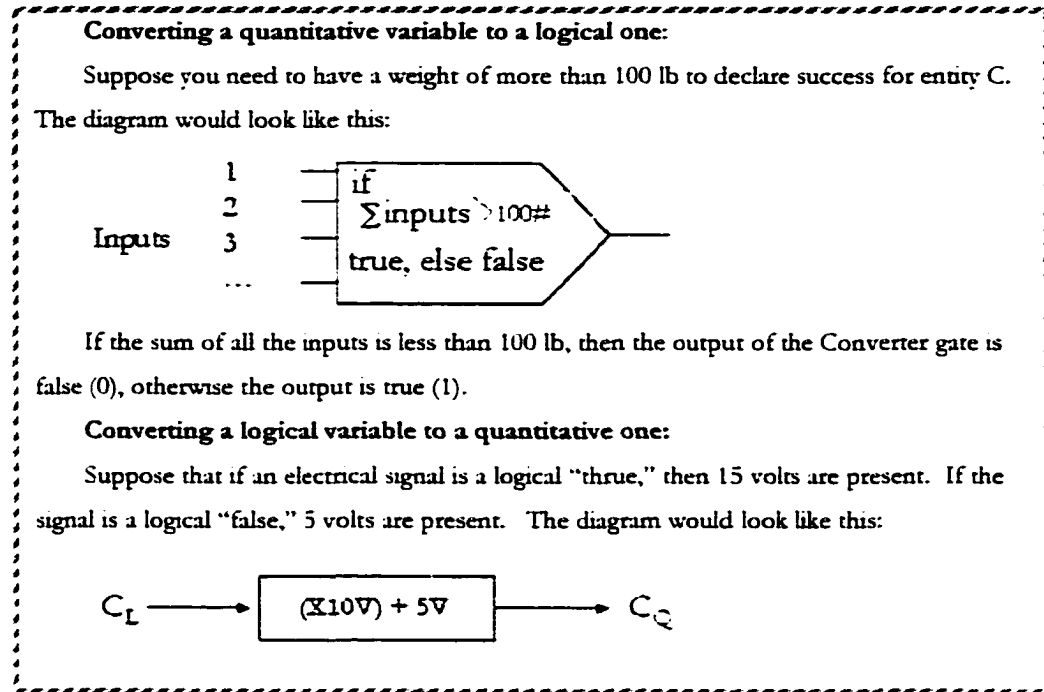 Converting a quantitative variable to a logical one:
Suppose you need to have a weight of more than 100 lb to declare success for entity C.
The diagram would look like this:
1
2
Inputs 3
...
if
∑inputs >100#
true, else false
If the sum of all the inputs is less than 100 lb, then the output of the Converter gate is
false (0), otherwise the output is true (1).
Converting a logical variable to a quantitative one:
Suppose that if an electrical signal is a logical “thrue,” then 15 volts are present. If the
signal is a logical “false,” 5 volts are present. The diagram would look like this:
C_L (X10V) + 5V C_Q